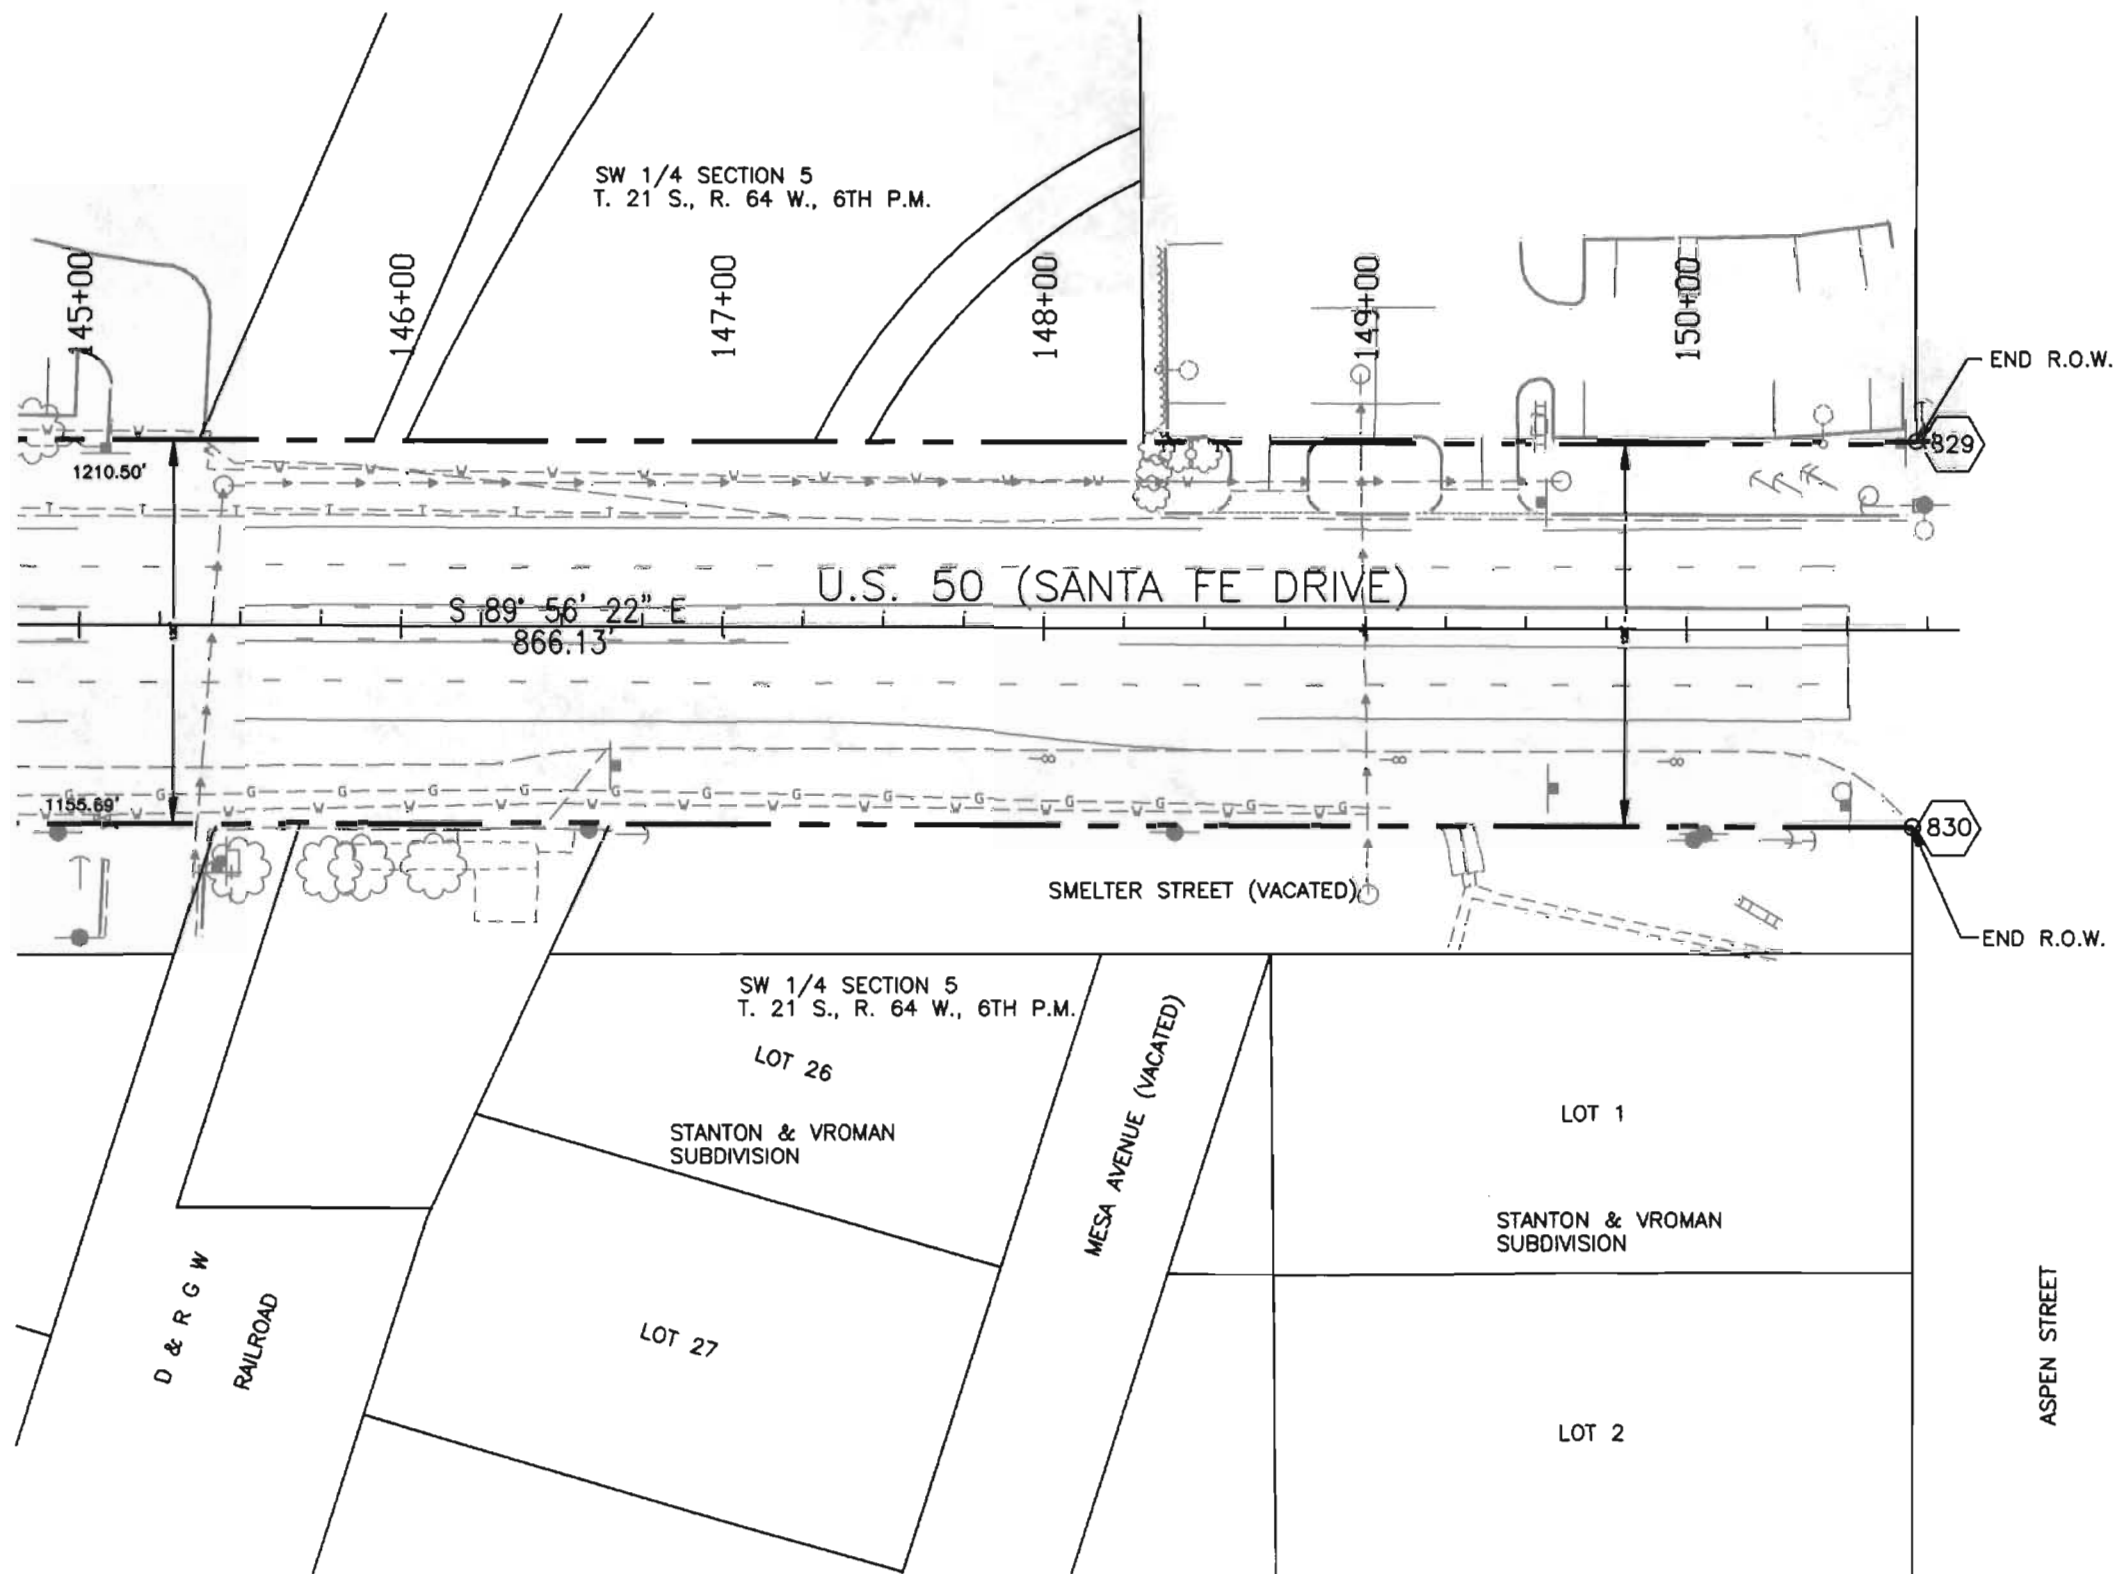 SW 1/4 SECTION 5
T. 21 S., R. 64 W., 6TH P.M.
145+00
146+00
147+00
148+00
149+00
150+00
END R.O.W.
829
1210.50'
W W W W W W W W W W W W
T T T T T T
U.S. 50 (SANTA FE DRIVE)
S 89° 56' 22" E
866.13'
G G G G G G G G G G G G G G
1155.69'
W W W W W W W W W W W W W
830
SMELTER STREET (VACATED)
END R.O.W.
SW 1/4 SECTION 5
T. 21 S., R. 64 W., 6TH P.M.
LOT 26
STANTON & VROMAN
SUBDIVISION
MESA AVENUE (VACATED)
LOT 1
STANTON & VROMAN
SUBDIVISION
D & R G W
RAILROAD
LOT 27
LOT 2
ASPEN STREET